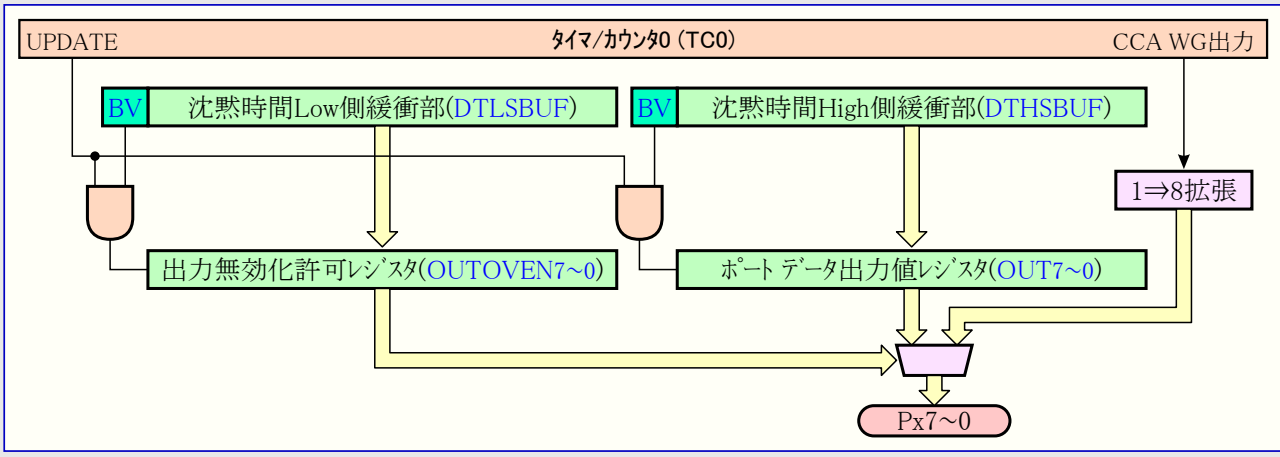 UPDATE
ﾀｲﾏ/ｶｳﾝﾀ0 (TC0)
CCA WG出力
BV
沈黙時間Low側緩衝部(DTLSBUF)
BV
沈黙時間High側緩衝部(DTHSBUF)
1⇒8拡張
出力無効化許可ﾚｼﾞｽﾀ(OUTOVEN7~0)
ﾎﾟｰﾄ ﾃﾞｰﾀ出力値ﾚｼﾞｽﾀ(OUT7~0)
Px7~0